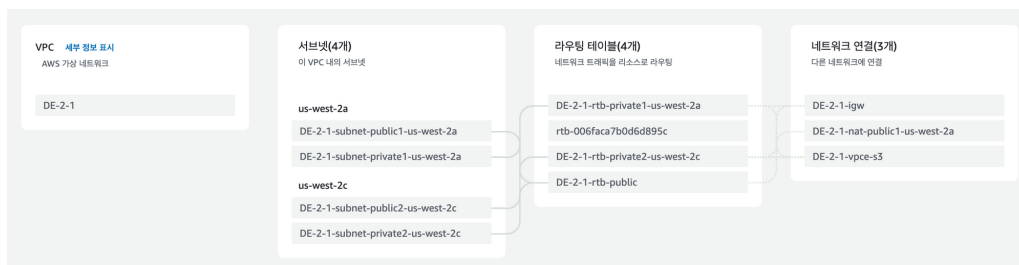 VPC 세부 정보 표시
AWS 가상 네트워크
DE-2-1
서브넷(4개)
이 VPC 내의 서브넷
us-west-2a
DE-2-1-subnet-public1-us-west-2a
DE-2-1-subnet-private1-us-west-2a
us-west-2c
DE-2-1-subnet-public2-us-west-2c
DE-2-1-subnet-private2-us-west-2c
라우팅 테이블(4개)
네트워크 트래픽을 리소스로 라우팅
DE-2-1-rtb-private1-us-west-2a
rtb-006faca7b0d6d895c
DE-2-1-rtb-private2-us-west-2c
DE-2-1-rtb-public
네트워크 연결(3개)
다른 네트워크에 연결
DE-2-1-igw
DE-2-1-nat-public1-us-west-2a
DE-2-1-vpce-s3